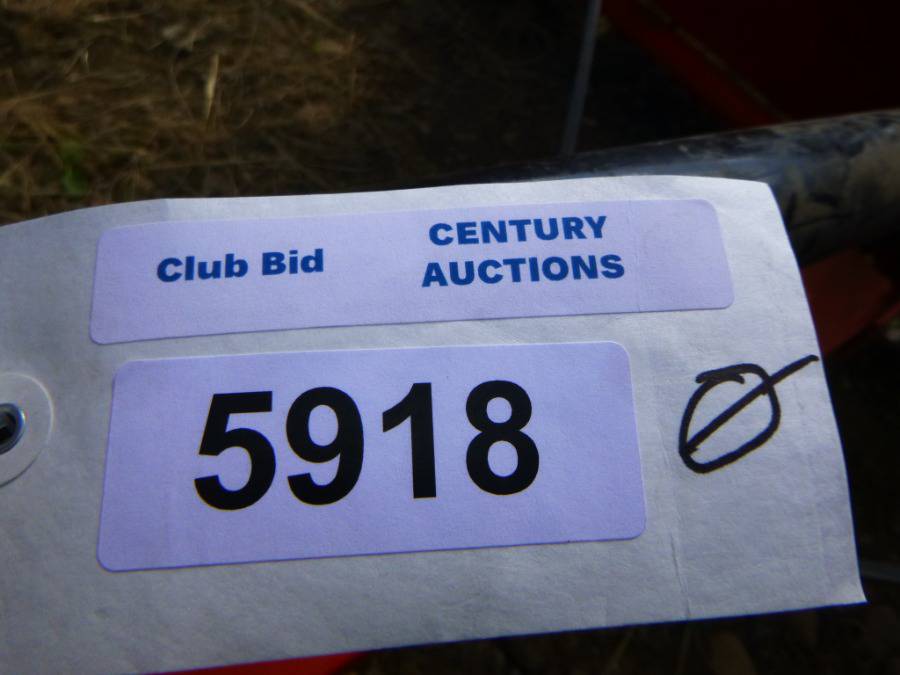 Club Bid
CENTURY
AUCTIONS
5918